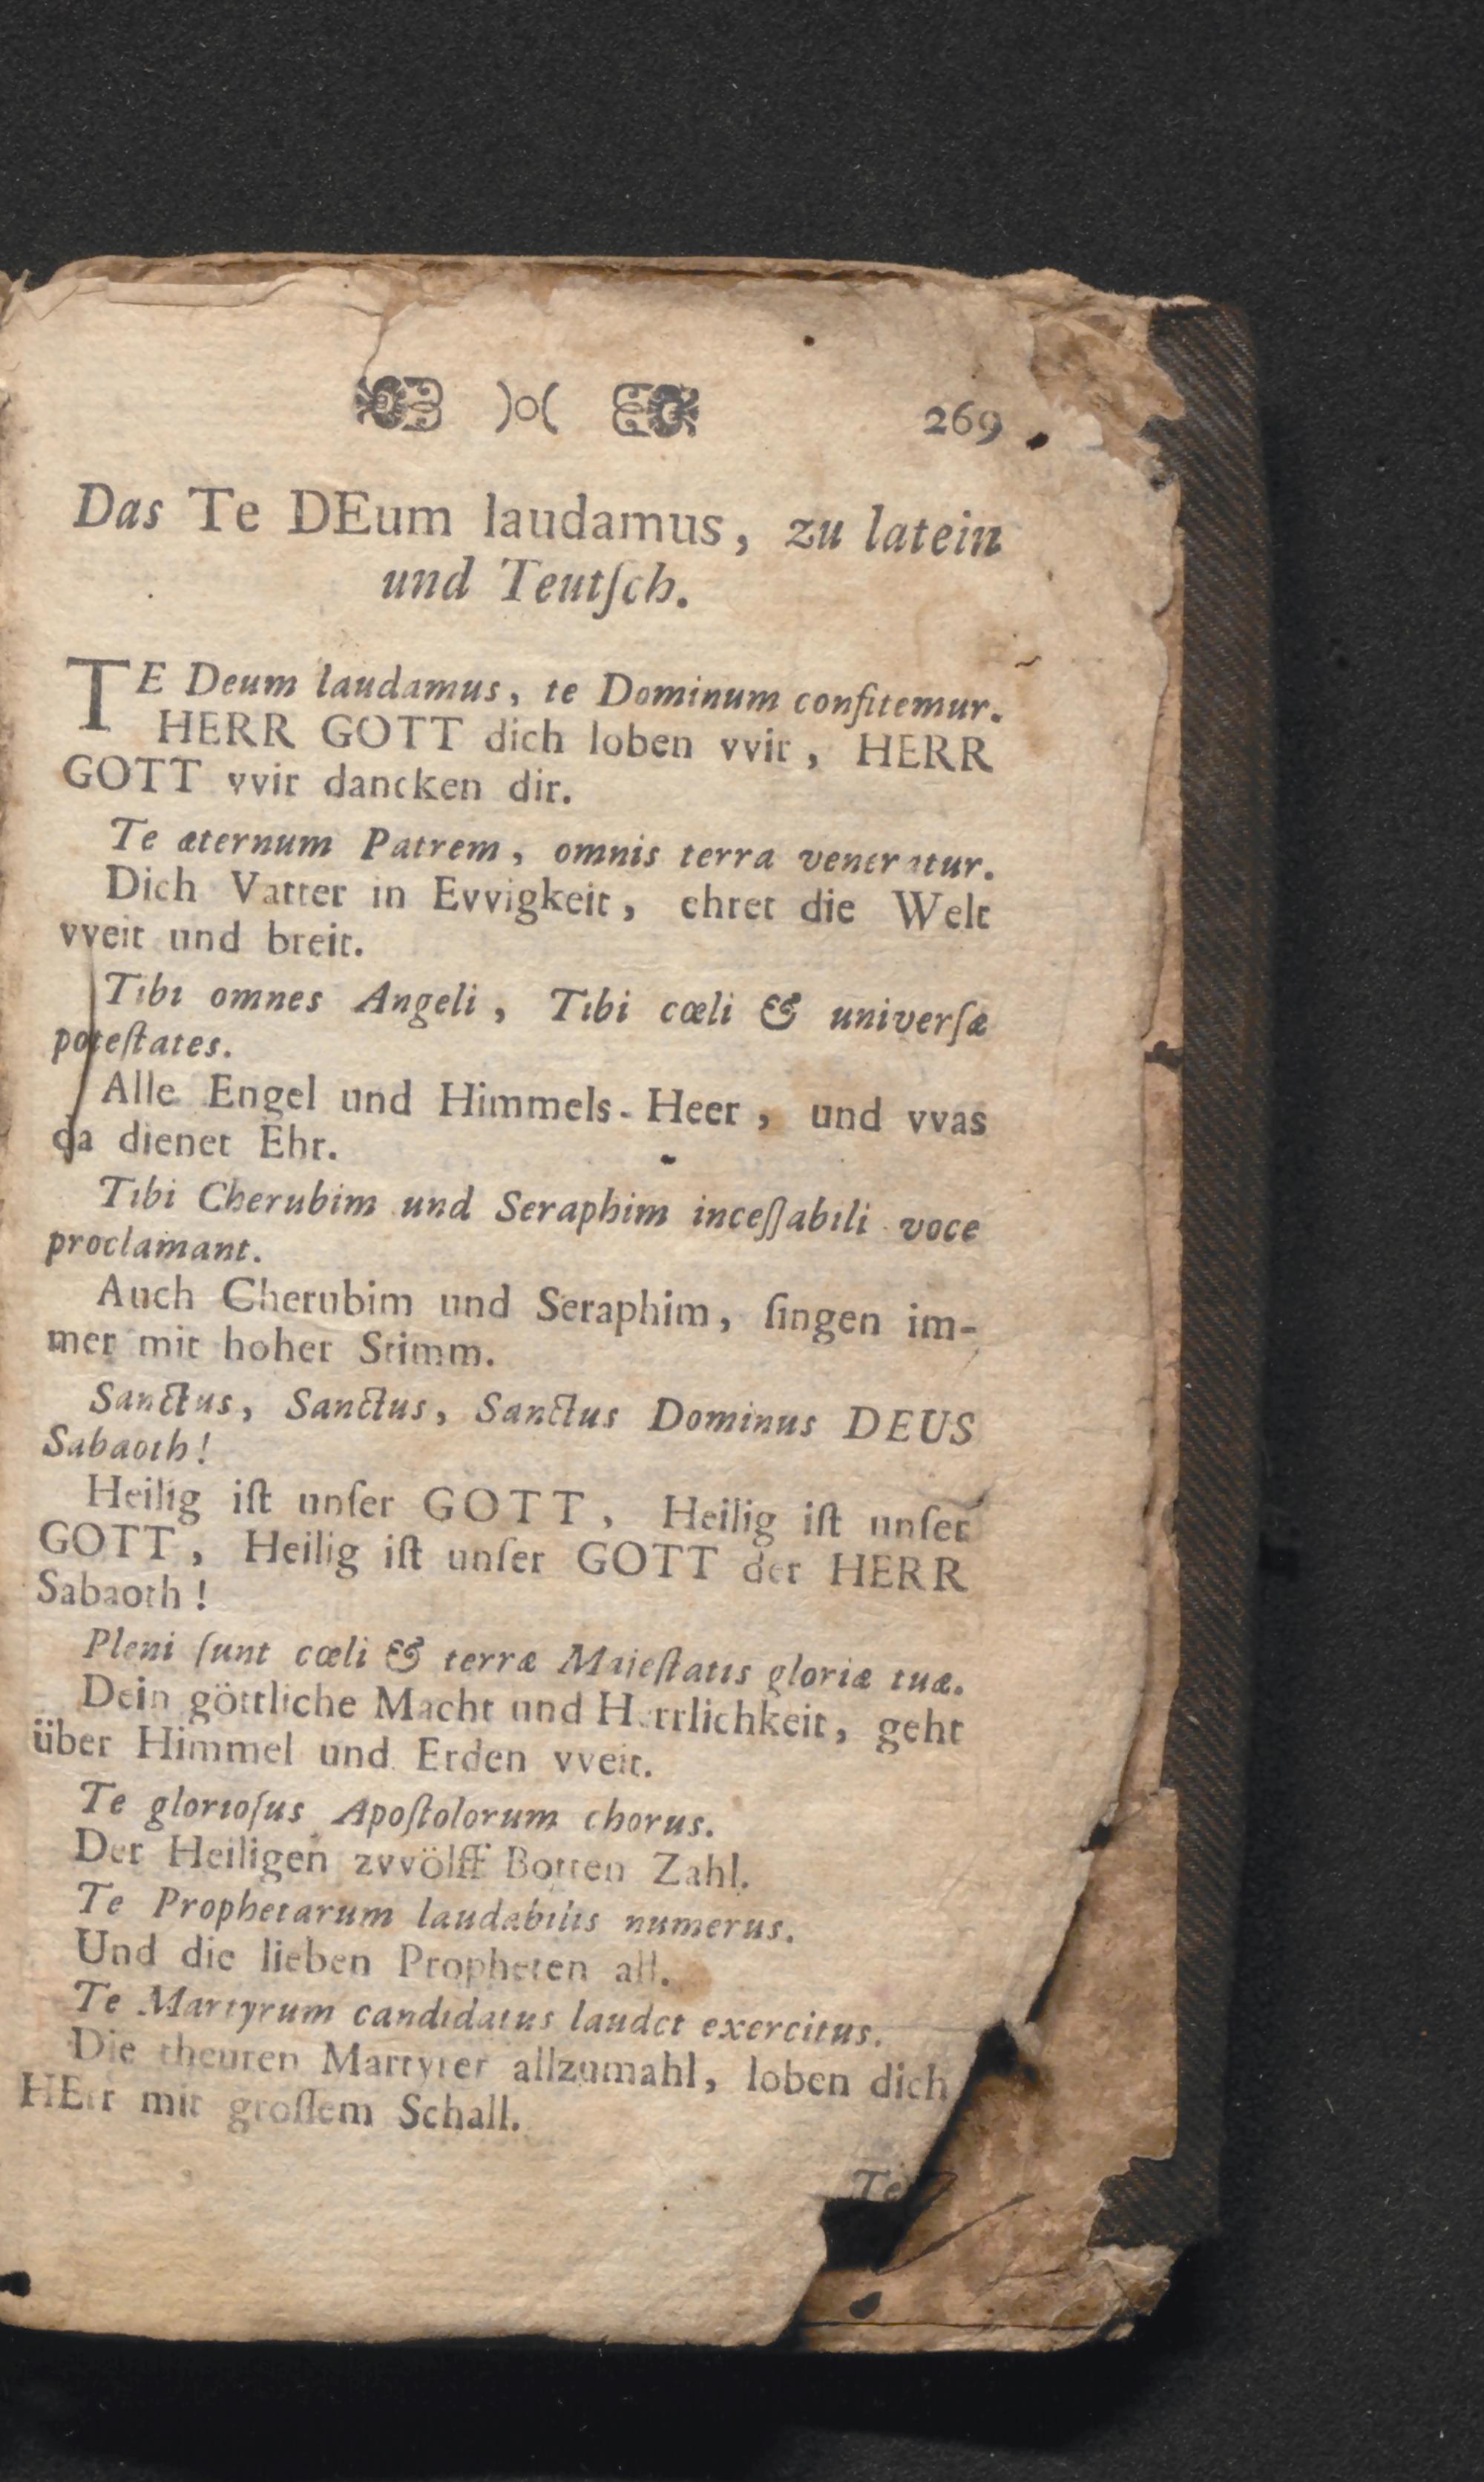 )o( 269
Das Te DEum laudamus, zu latein
und Teutſch.
TE Deum laudamus, te Dominum confitemur.
HERR GOTT dich loben vvir, HERR
GOTT vvir dancken dir.
Te æternum Patrem, omnis terra veneratur.
Dich Vatter in Evvigkeit, ehret die Welt
vveit und breit.
Tibi omnes Angeli, Tibi cœli & univerſæ
poteſtates.
Alle Engel und Himmels-Heer, und vvas
da dienet Ehr.
Tibi Cherubim und Seraphim inceſſabili voce
proclamant.
Auch Cherubim und Seraphim, ſingen im-
mer mit hoher Stimm.
Sanctus, Sanctus, Sanctus Dominus DEUS
Sabaoth!
Heilig iſt unſer GOTT, Heilig iſt unſer
GOTT, Heilig iſt unſer GOTT der HERR
Sabaoth!
Pleni ſunt cœli & terræ Majeſtatis gloriæ tuæ.
Dein göttliche Macht und Herrlichkeit, geht
über Himmel und Erden vveit.
Te glorioſus Apoſtolorum chorus.
Der Heiligen zvvölff Botten Zahl.
Te Prophetarum laudabilis numerus.
Und die lieben Propheten all.
Te Martyrum candidatus laudet exercitus.
Die theuren Martyrer allzumahl, loben dich
HErr mit groſſem Schall.
Te